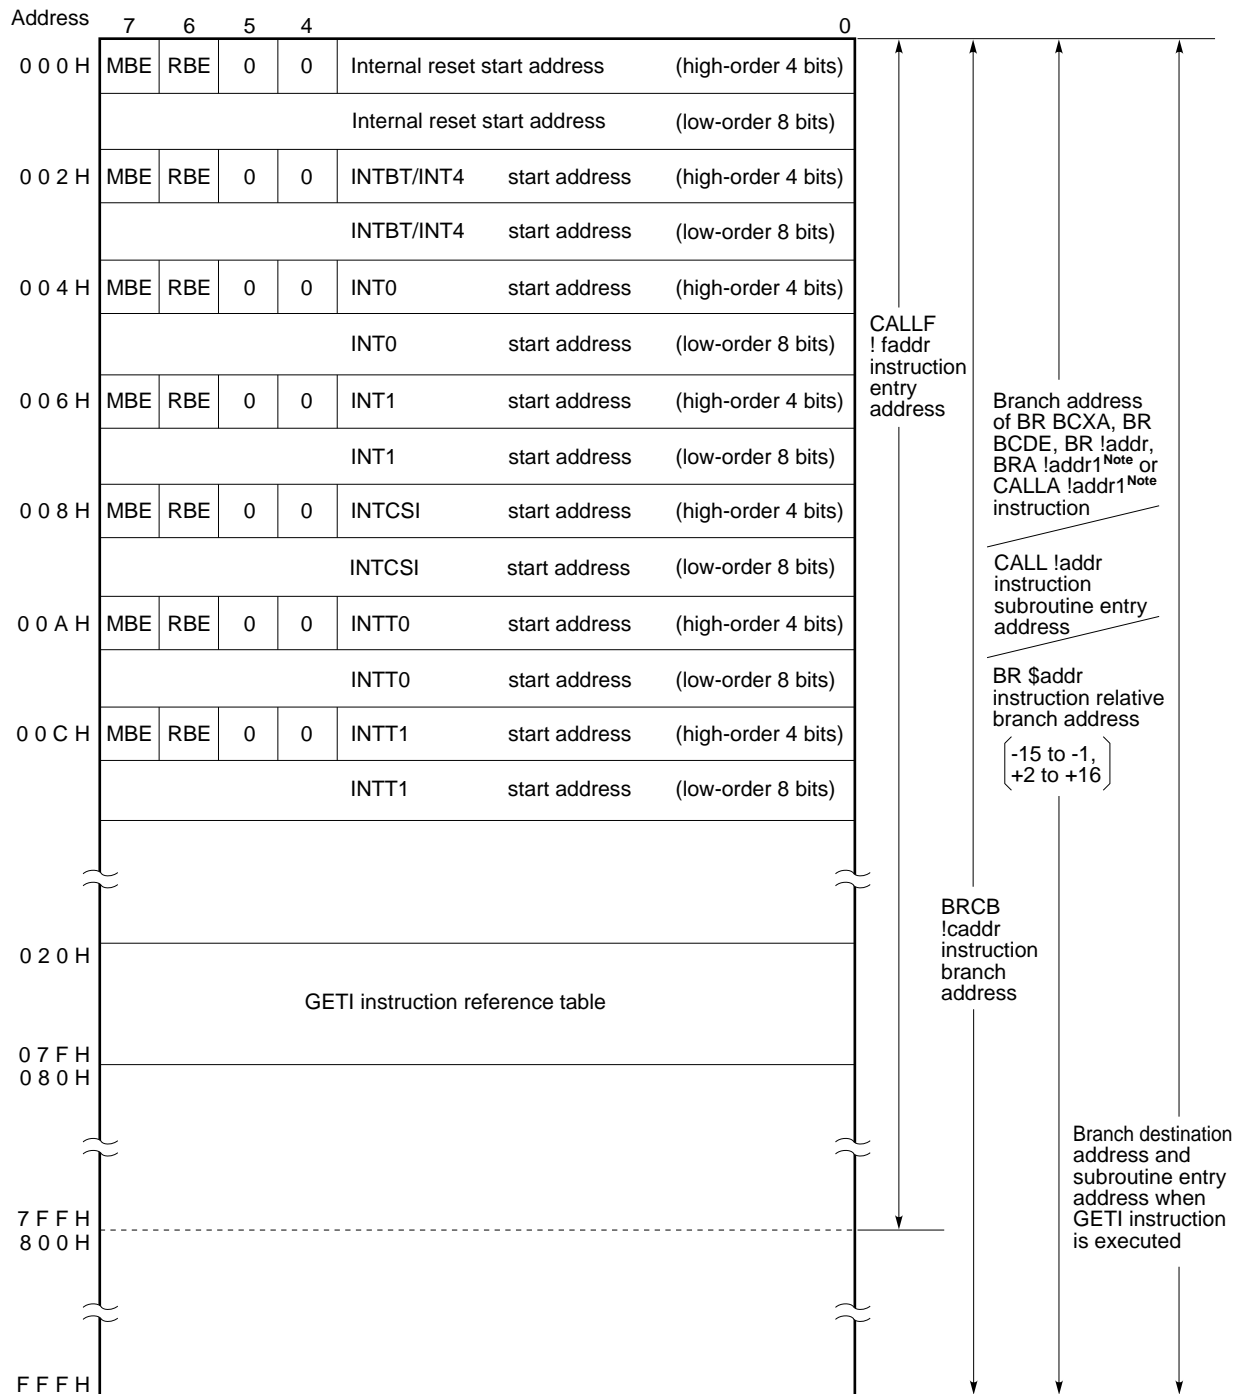 Address 7 6 5 4 0
000H MBE RBE 0 0 Internal reset start address (high-order 4 bits)
Internal reset start address (low-order 8 bits)
002H MBE RBE 0 0 INTBT/INT4 start address (high-order 4 bits)
INTBT/INT4 start address (low-order 8 bits)
004H MBE RBE 0 0 INT0 start address (high-order 4 bits)
INT0 start address (low-order 8 bits)
006H MBE RBE 0 0 INT1 start address (high-order 4 bits)
INT1 start address (low-order 8 bits)
008H MBE RBE 0 0 INTCSI start address (high-order 4 bits)
INTCSI start address (low-order 8 bits)
00AH MBE RBE 0 0 INTT0 start address (high-order 4 bits)
INTT0 start address (low-order 8 bits)
00CH MBE RBE 0 0 INTT1 start address (high-order 4 bits)
INTT1 start address (low-order 8 bits)
020H
GETI instruction reference table
07FH
080H
7FFH
800H
FFFH
CALLF
! faddr
instruction
entry
address
BRCB
!caddr
instruction
branch
address
Branch address
of BR BCXA, BR
BCDE, BR !addr,
BRA !addr1Note or
CALLA !addr1Note
instruction
CALL !addr
instruction
subroutine entry
address
BR $addr
instruction relative
branch address
-15 to -1,
+2 to +16
Branch destination
address and
subroutine entry
address when
GETI instruction
is executed